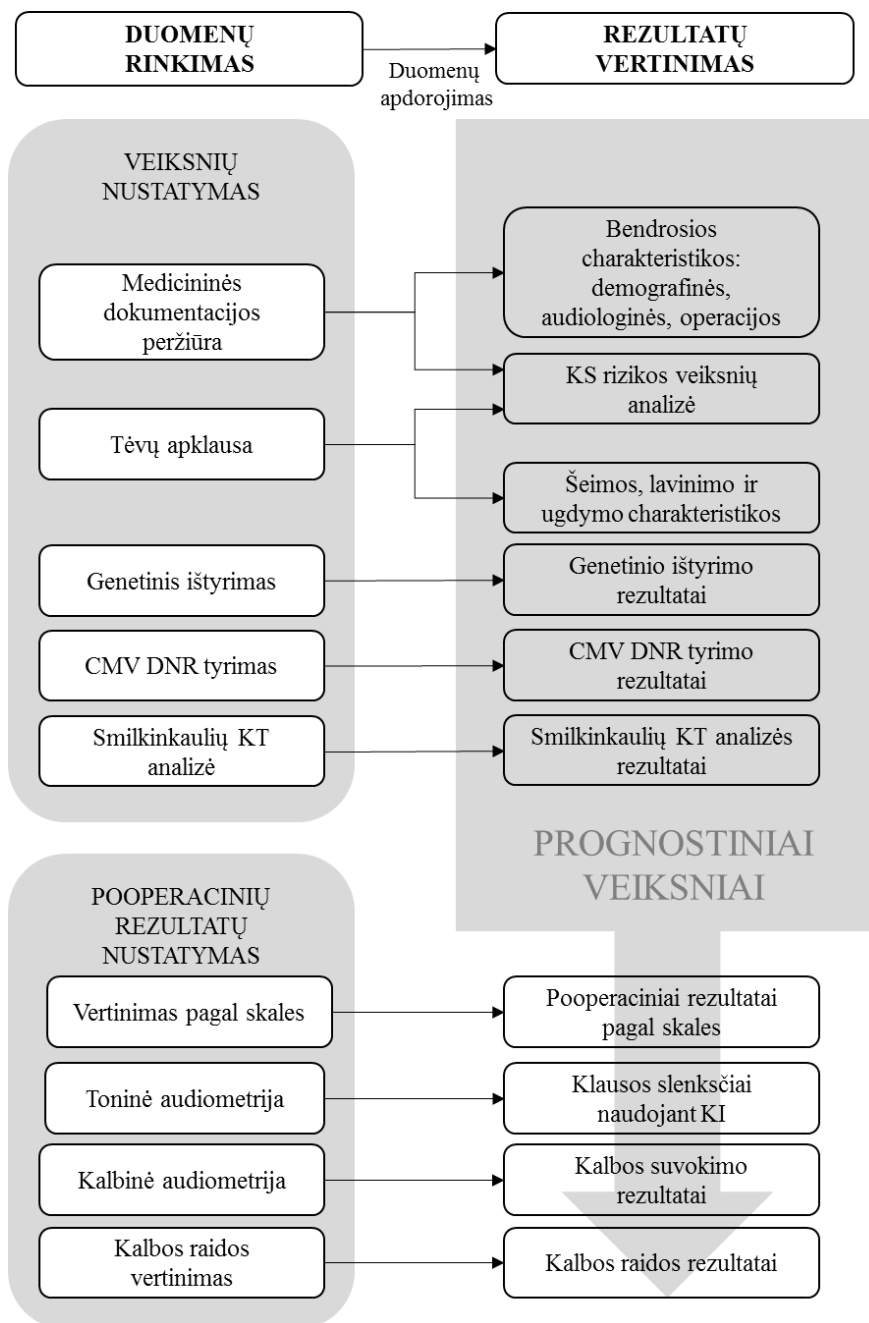 DUOMENŲ
RINKIMAS
Duomenų
apdorojimas
REZULTATŲ
VERTINIMAS
VEIKSNIŲ
NUSTATYMAS
Medicininės
dokumentacijos
peržiūra
Bendrosios
charakteristikos:
demografinės,
audiologinės, operacijos
KS rizikos veiksnių
analizė
Tėvų apklausa
Šeimos, lavinimo ir
ugdymo charakteristikos
Genetinis ištyrimas
Genetinio ištyrimo
rezultatai
CMV DNR tyrimas
CMV DNR tyrimo
rezultatai
Smilkinkaulių KT
analizė
Smilkinkaulių KT analizės
rezultatai
PROGNOSTINIAI
VEIKSNIAI
POOPERACINIŲ
REZULTATŲ
NUSTATYMAS
Vertinimas pagal skales
Pooperaciniai rezultatai
pagal skales
Toninė audiometrija
Klausos slenksčiai
naudojant KI
Kalbinė audiometrija
Kalbos suvokimo
rezultatai
Kalbos raidos
vertinimas
Kalbos raidos rezultatai